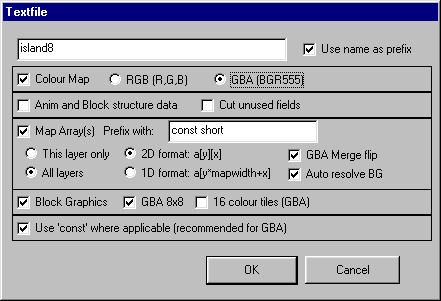 Textfile
island8
Use name as prefix
Colour Map RGB (R,G,B) GBA (BGR555)
Anim and Block structure data Cut unused fields
Map Array(s) Prefix with: const short
This layer only 2D format: a[y][x] GBA Merge flip
All layers 1D format: a[y*mapwidth+x] Auto resolve BG
Block Graphics GBA 8x8 16 colour tiles (GBA)
Use 'const' where applicable (recommended for GBA)
OK Cancel